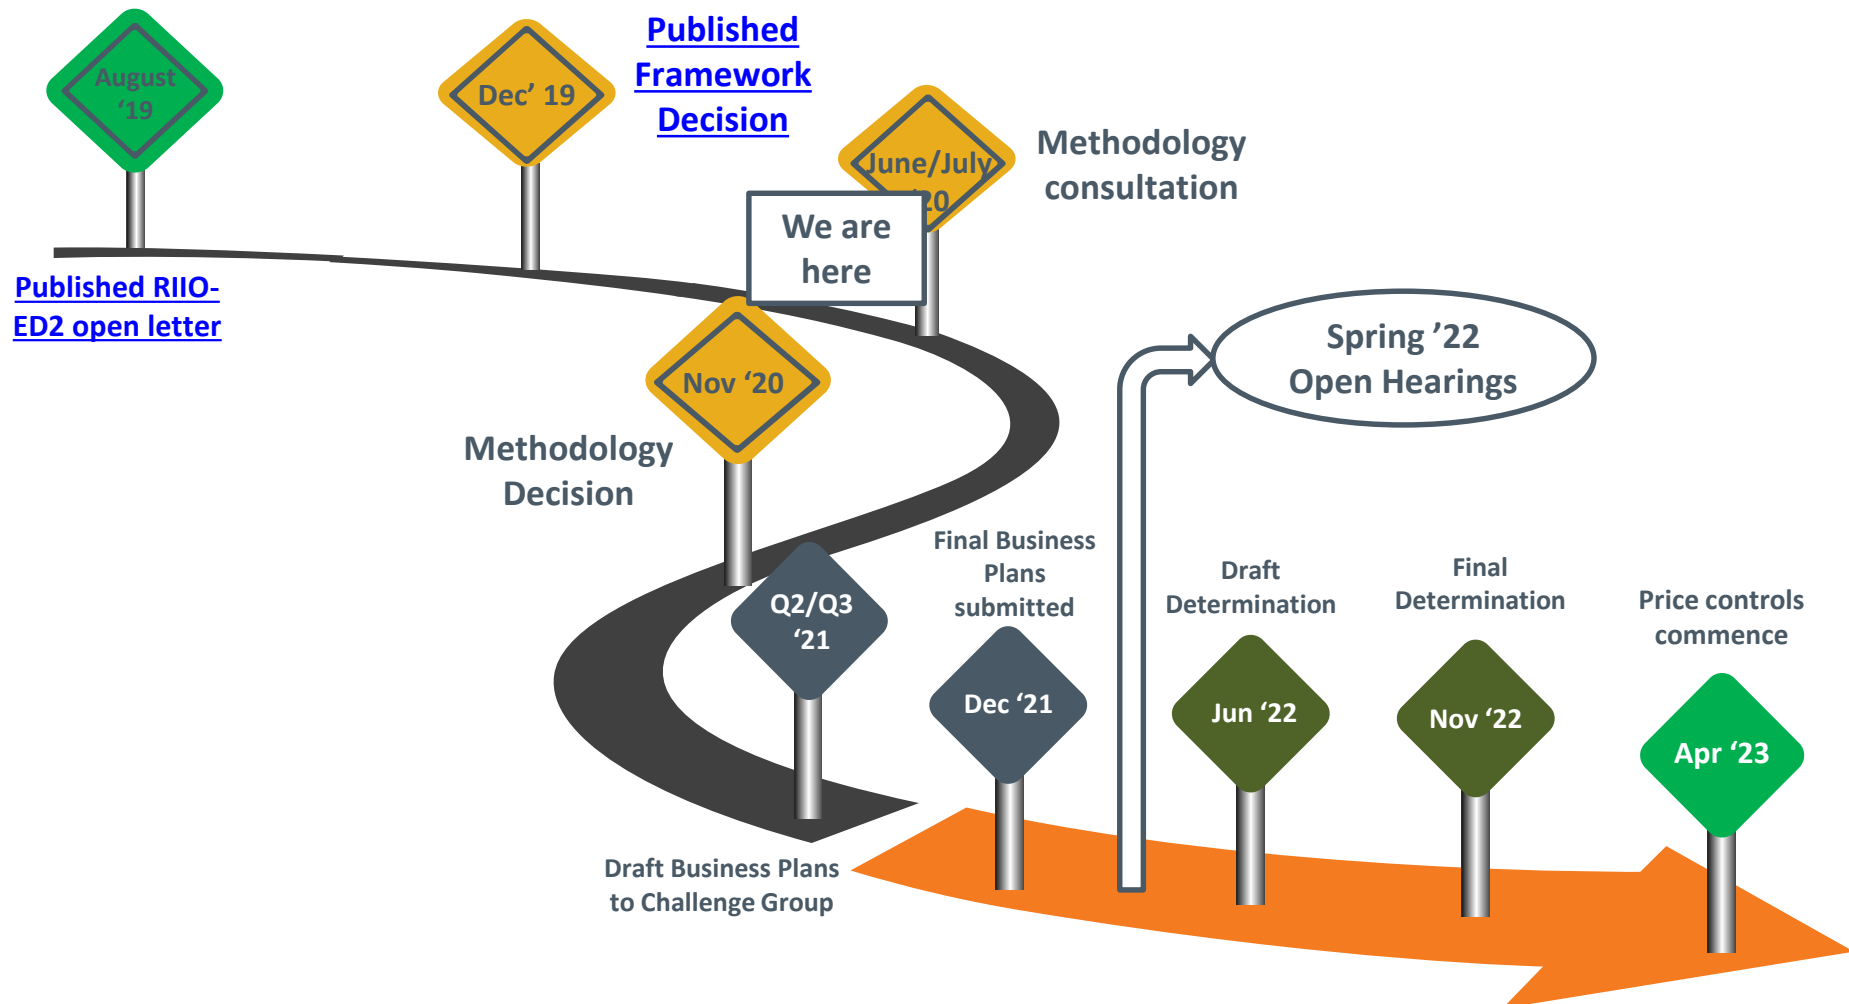 August
‘19
Published RIIO-
ED2 open letter
Dec’ 19
Published
Framework
Decision
June/July
‘20
Methodology
consultation
We are
here
Nov ‘20
Methodology
Decision
Q2/Q3
‘21
Draft Business Plans
to Challenge Group
Final Business
Plans
submitted
Dec ‘21
Spring ’22
Open Hearings
Draft
Determination
Jun ‘22
Final
Determination
Nov ‘22
Price controls
commence
Apr ‘23